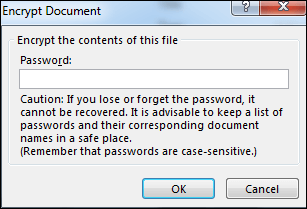 Encrypt Document
?
Encrypt the contents of this file
Password:
Caution: If you lose or forget the password, it
cannot be recovered. It is advisable to keep a list of
passwords and their corresponding document
names in a safe place.
(Remember that passwords are case-sensitive.)
OK Cancel